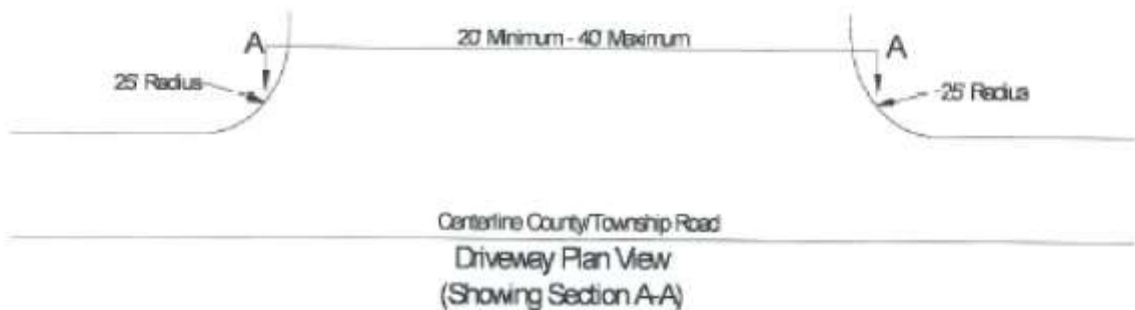 A
20' Minimum - 40' Maximum
A
25' Radius
25' Radius
Centerline County/Township Road
Driveway Plan View
(Showing Section A-A)